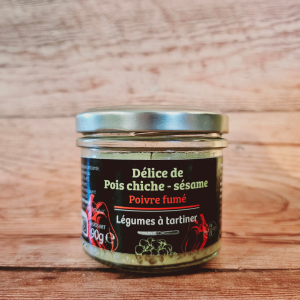 Délice de
Pois chiche - sésame
Poivre fumé
Légumes à tartiner
90g e